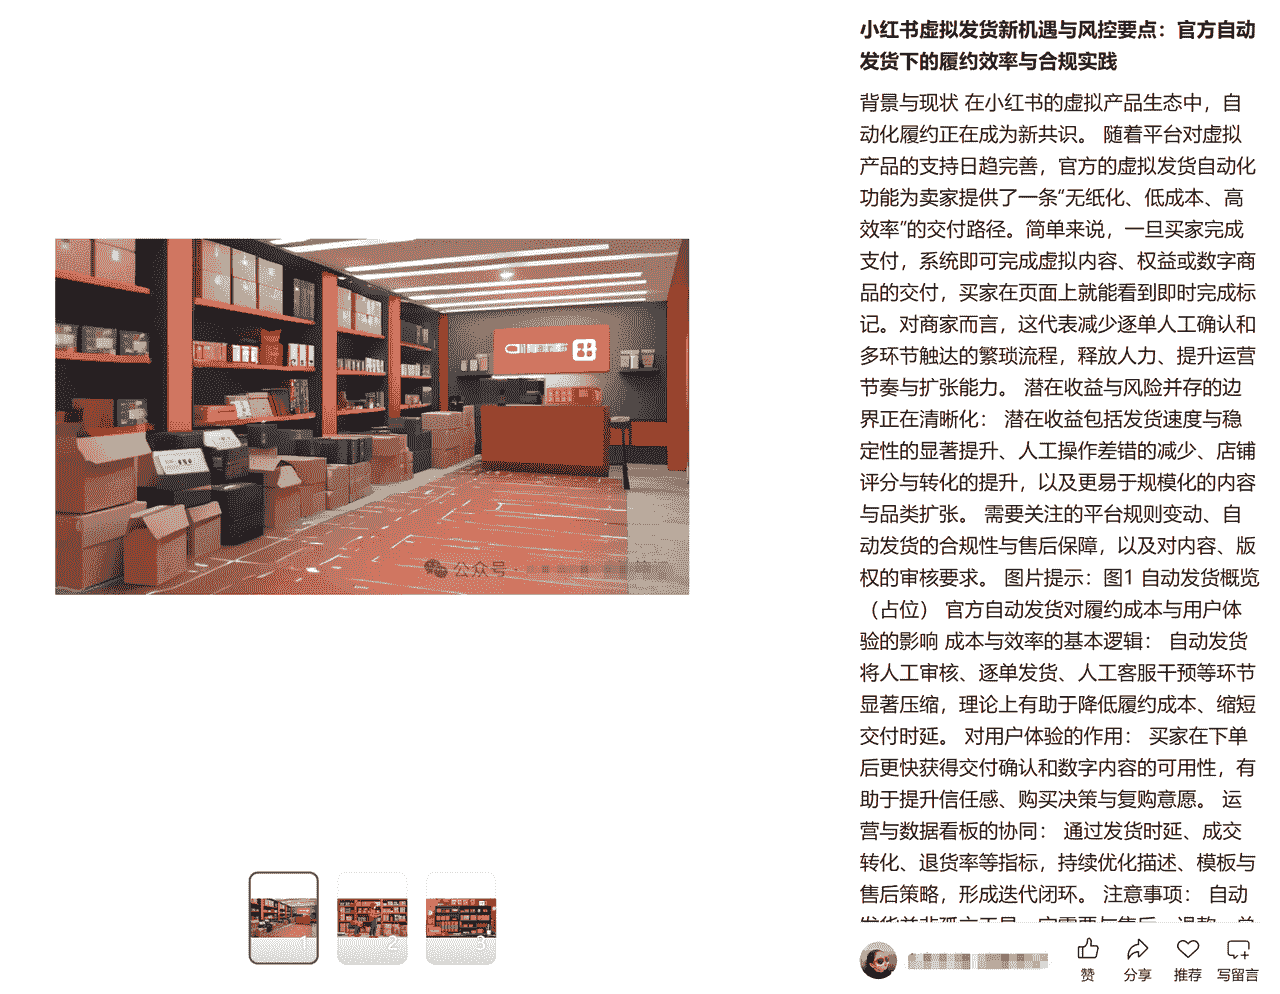 小红书虚拟发货新机遇与风控要点：官方自动
发货下的履约效率与合规实践
背景与现状 在小红书的虚拟产品生态中，自
动化履约正在成为新共识。 随着平台对虚拟
产品的支持日趋完善，官方的虚拟发货自动化
功能为卖家提供了一条“无纸化、低成本、高
效率”的交付路径。简单来说，一旦买家完成
支付，系统即可完成虚拟内容、权益或数字商
品的交付，买家在页面上就能看到即时完成标
记。对商家而言，这代表减少逐单人工确认和
多环节触达的繁琐流程，释放人力、提升运营
节奏与扩张能力。 潜在收益与风险并存的边
界正在清晰化： 潜在收益包括发货速度与稳
定性的显著提升、人工操作差错的减少、店铺
评分与转化的提升，以及更易于规模化的内容
与品类扩张。 需要关注的平台规则变动、自
动发货的合规性与售后保障，以及对内容、版
权的审核要求。 图片提示：图1 自动发货概览
（占位） 官方自动发货对履约成本与用户体
验的影响 成本与效率的基本逻辑： 自动发货
将人工审核、逐单发货、人工客服干预等环节
显著压缩，理论上有助于降低履约成本、缩短
交付时延。 对用户体验的作用： 买家在下单
后更快获得交付确认和数字内容的可用性，有
助于提升信任感、购买决策与复购意愿。 运
营与数据看板的协同： 通过发货时延、成交
转化、退货率等指标，持续优化描述、模板与
售后策略，形成迭代闭环。 注意事项： 自动
公众号 ·
1
2
3
赞
分享
推荐
写留言